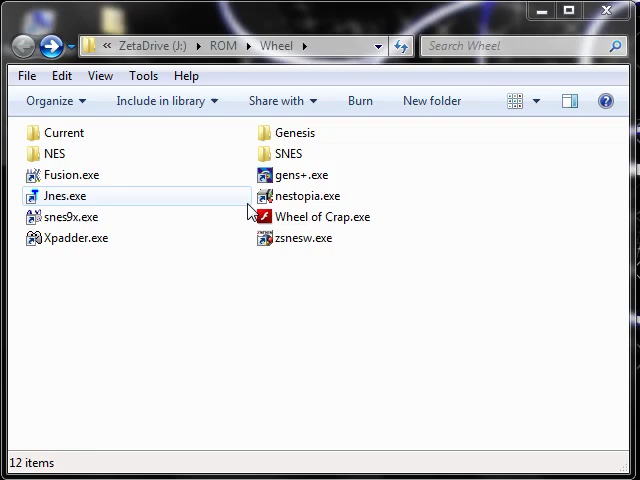 « ZetaDrive (J:) ▸ ROM ▸ Wheel ▸ Search Wheel
File Edit View Tools Help
Organize Include in library Share with Burn New folder
Current Genesis
NES SNES
Fusion.exe gens+.exe
Jnes.exe nestopia.exe
snes9x.exe Wheel of Crap.exe
Xpadder.exe zsnesw.exe
12 items